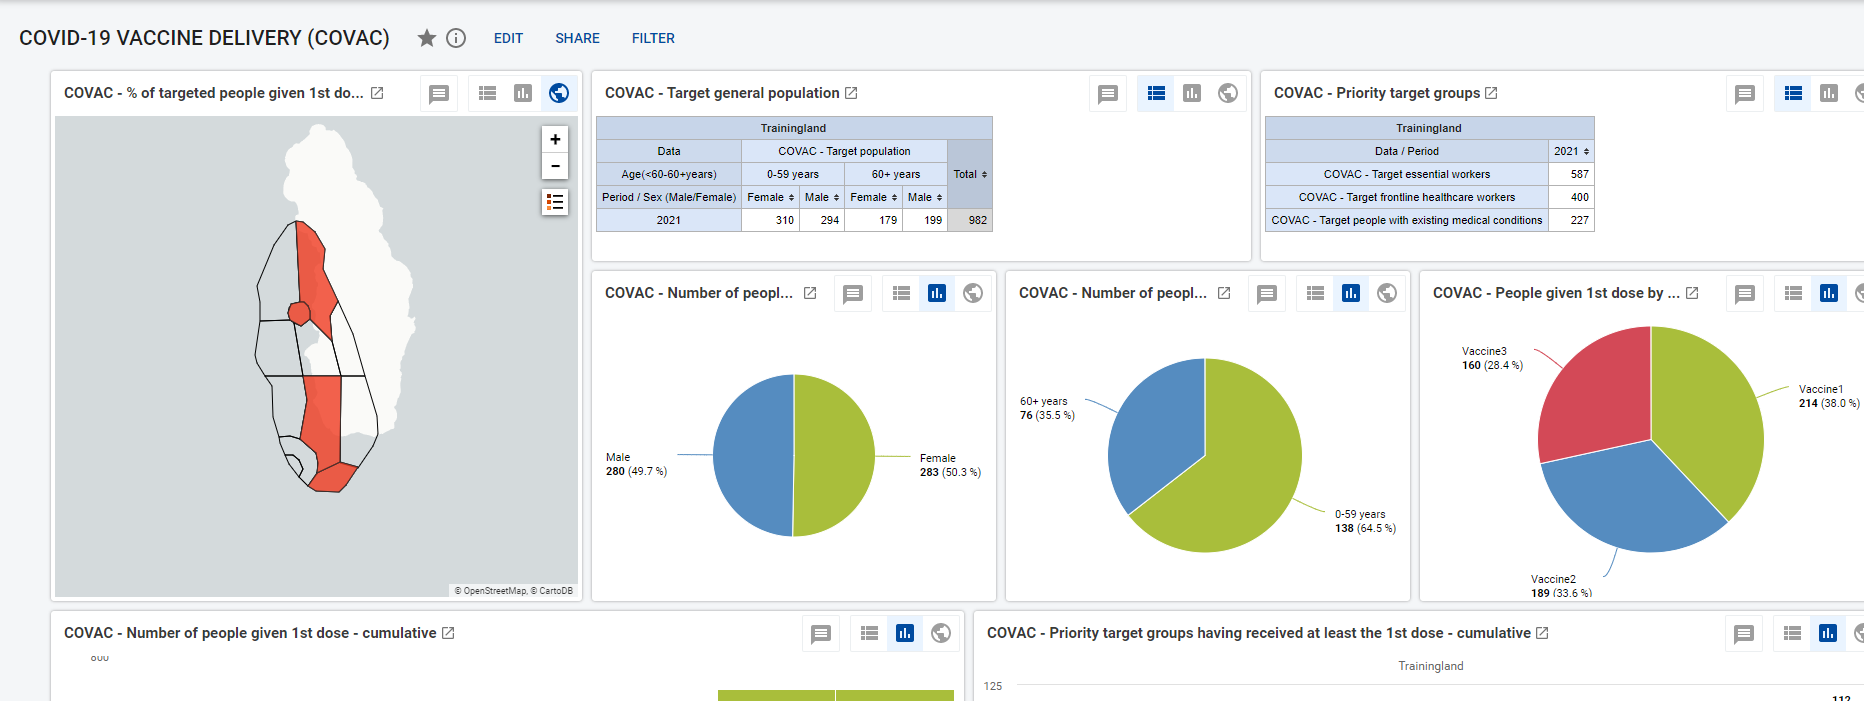 COVID-19 VACCINE DELIVERY (COVAC)
EDIT
SHARE
FILTER
COVAC - % of targeted people given 1st do...
+
−
© OpenStreetMap, © CartoDB
COVAC - Target general population
Trainingland
Data COVAC - Target population Total
Age(<60-60+years) 0-59 years 60+ years
Period / Sex (Male/Female) Female Male Female Male
2021 310 294 179 199 982
COVAC - Priority target groups
Trainingland
Data / Period 2021
COVAC - Target essential workers 587
COVAC - Target frontline healthcare workers 400
COVAC - Target people with existing medical conditions 227
COVAC - Number of peopl...
Male
280 (49.7 %)
Female
283 (50.3 %)
COVAC - Number of peopl...
60+ years
76 (35.5 %)
0-59 years
138 (64.5 %)
COVAC - People given 1st dose by ...
Vaccine3
160 (28.4 %)
Vaccine1
214 (38.0 %)
Vaccine2
189 (33.6 %)
COVAC - Number of people given 1st dose - cumulative
COVAC - Priority target groups having received at least the 1st dose - cumulative
Trainingland
125